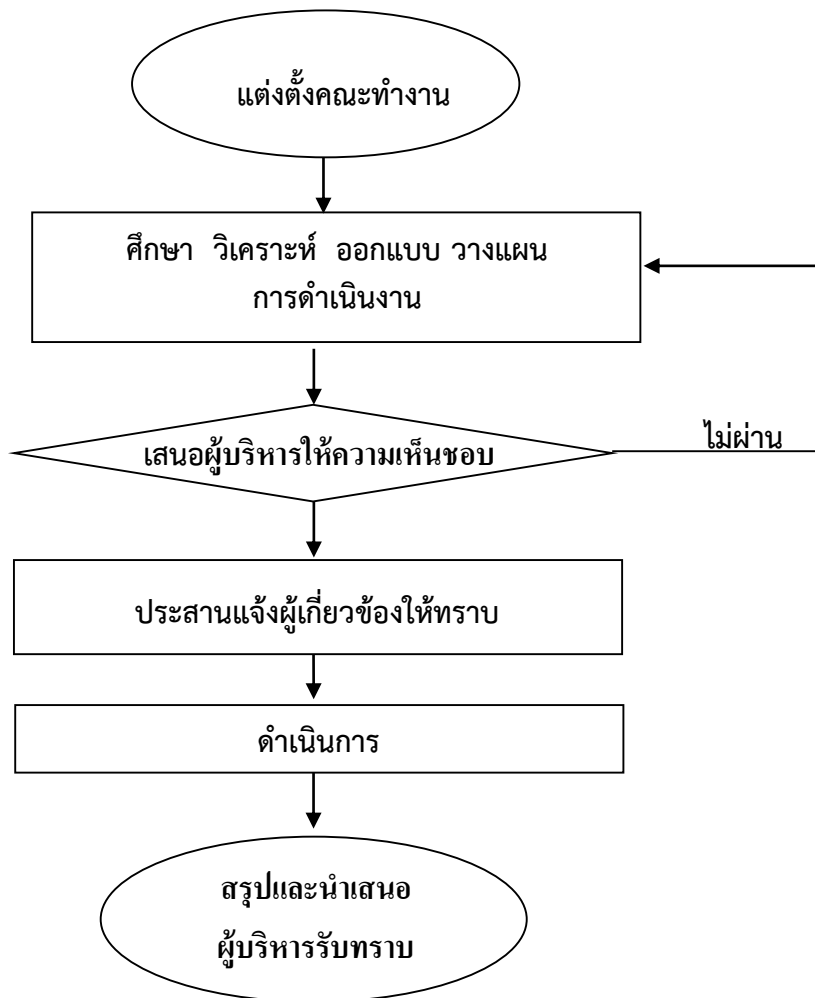 แต่งตั้งคณะทำงาน
ศึกษา วิเคราะห์ ออกแบบ วางแผน
การดำเนินงาน
เสนอผู้บริหารให้ความเห็นชอบ
ไม่ผ่าน
ประสานแจ้งผู้เกี่ยวข้องให้ทราบ
ดำเนินการ
สรุปและนำเสนอ
ผู้บริหารรับทราบ